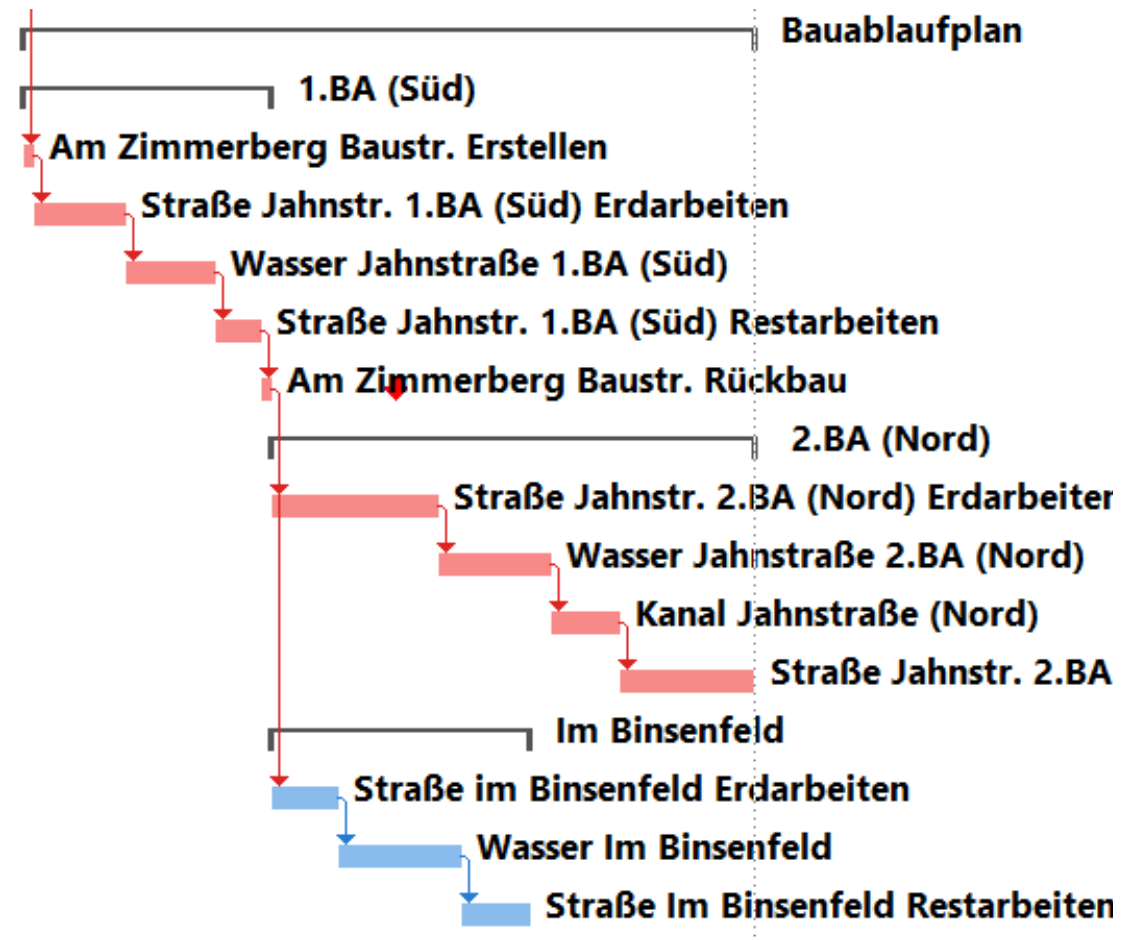 Bauablaufplan
1.BA (Süd)
Am Zimmerberg Baustr. Erstellen
Straße Jahnstr. 1.BA (Süd) Erdarbeiten
Wasser Jahnstraße 1.BA (Süd)
Straße Jahnstr. 1.BA (Süd) Restarbeiten
Am Zimmerberg Baustr. Rückbau
2.BA (Nord)
Straße Jahnstr. 2.BA (Nord) Erdarbeiten
Wasser Jahnstraße 2.BA (Nord)
Kanal Jahnstraße (Nord)
Straße Jahnstr. 2.BA
Im Binsenfeld
Straße im Binsenfeld Erdarbeiten
Wasser Im Binsenfeld
Straße Im Binsenfeld Restarbeiten